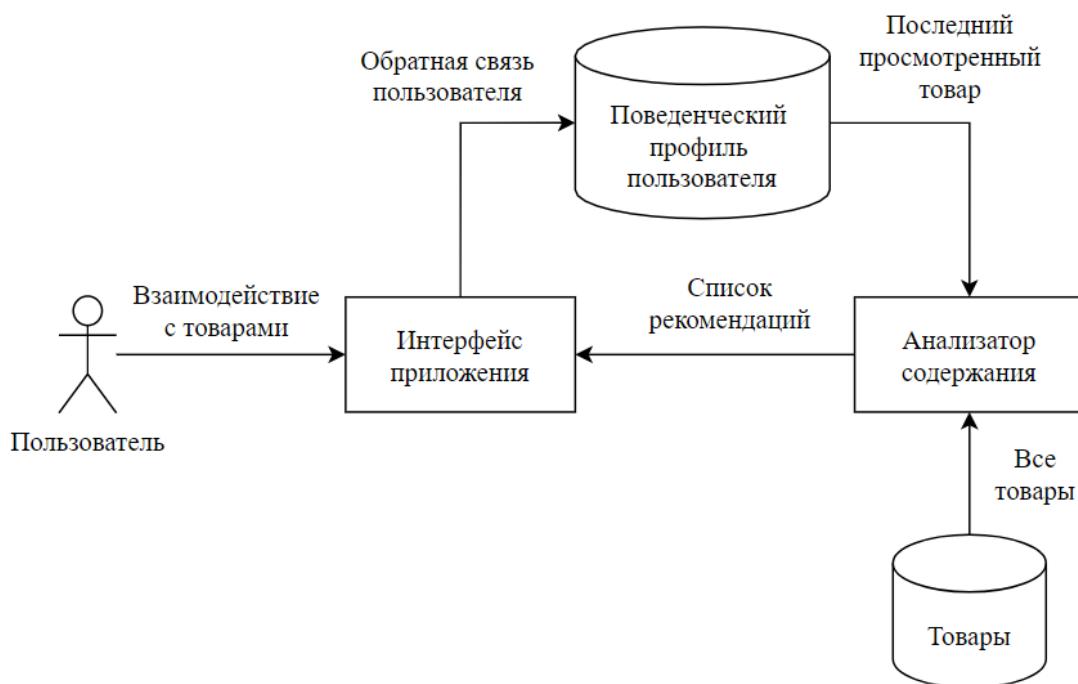 Обратная связь
пользователя
Последний
просмотренный
товар
Поведенческий
профиль
пользователя
Взаимодействие
с товарами
Список
рекомендаций
Интерфейс
приложения
Анализатор
содержания
Пользователь
Все
товары
Товары